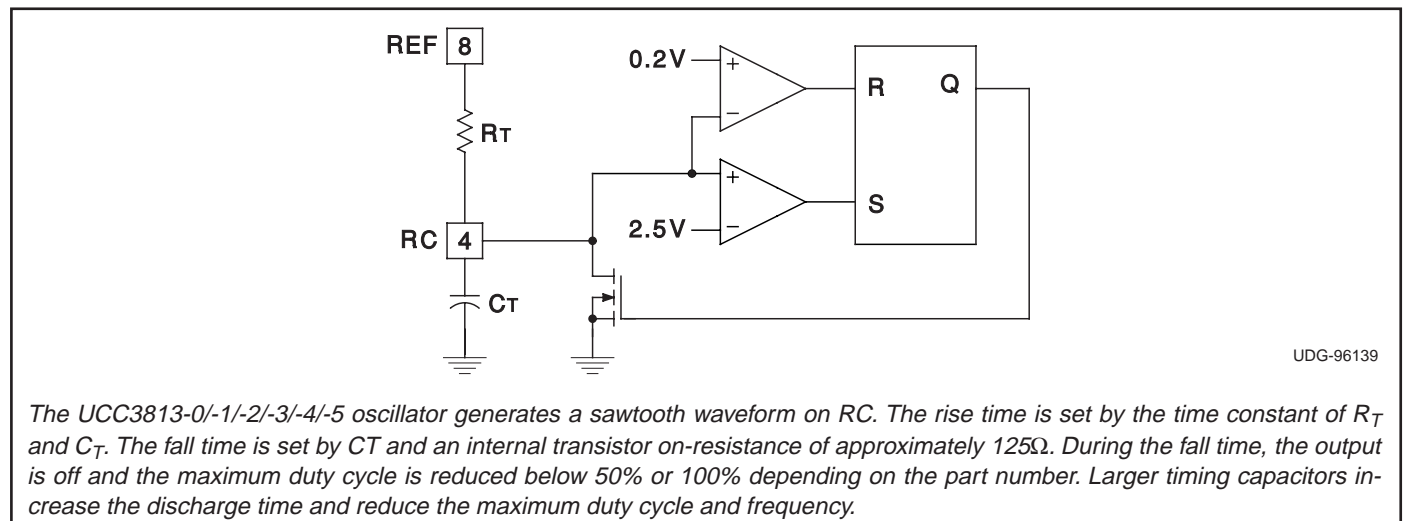 REF 8
RT
RC 4
CT
0.2V
+
−
+
2.5V
−
R Q
S
UDG-96139
The UCC3813-0/-1/-2/-3/-4/-5 oscillator generates a sawtooth waveform on RC. The rise time is set by the time constant of RT
and CT. The fall time is set by CT and an internal transistor on-resistance of approximately 125Ω. During the fall time, the output
is off and the maximum duty cycle is reduced below 50% or 100% depending on the part number. Larger timing capacitors in-
crease the discharge time and reduce the maximum duty cycle and frequency.